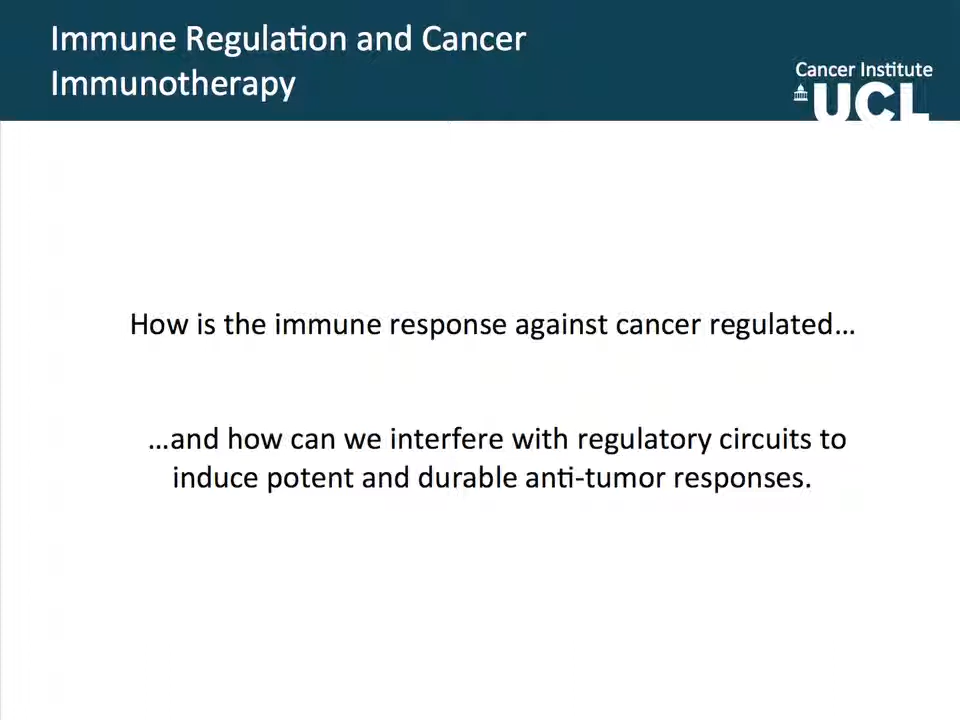 Immune Regulation and Cancer
Immunotherapy
Cancer Institute
UCL
How is the immune response against cancer regulated…
…and how can we interfere with regulatory circuits to
induce potent and durable anti-tumor responses.